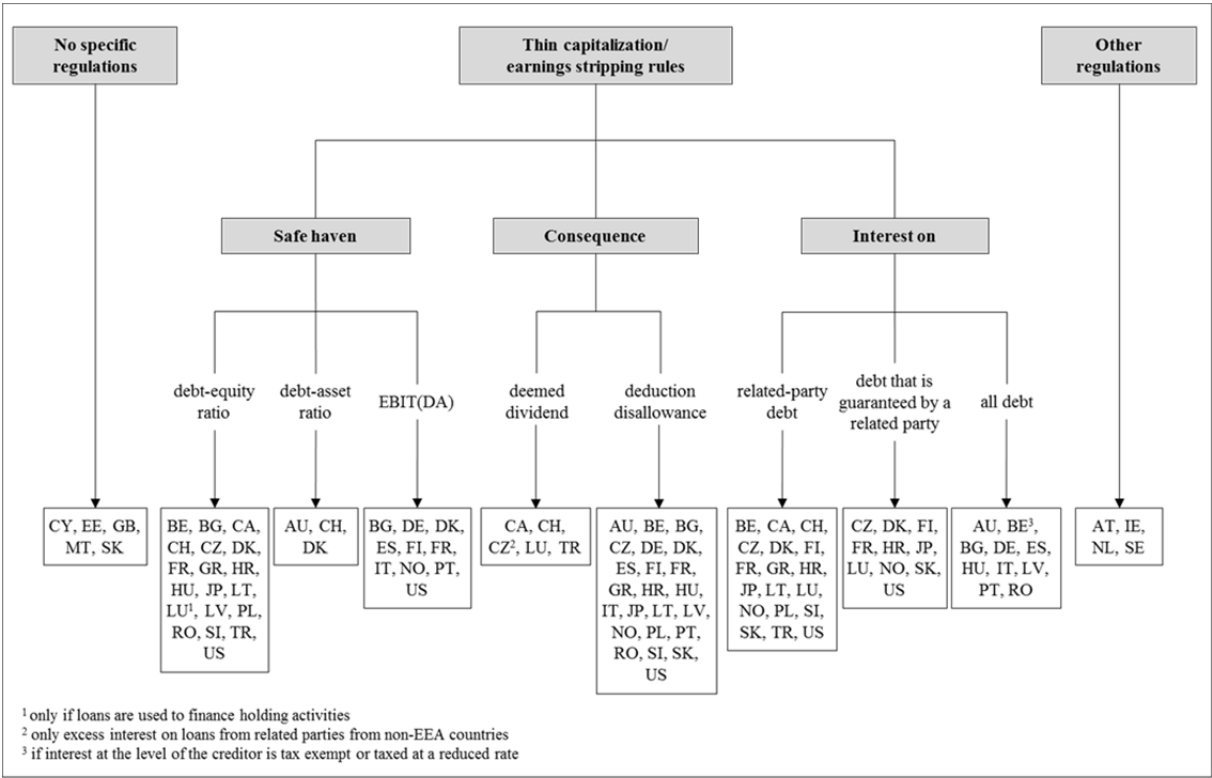 No specific
regulations
Thin capitalization/
earnings stripping rules
Other
regulations
Safe haven
Consequence
Interest on
debt-equity
ratio
debt-asset
ratio
EBIT(DA)
deemed
dividend
deduction
disallowance
related-party
debt
debt that is
guaranteed by a
related party
all debt
CY, EE, GB,
MT, SK
BE, BG, CA,
CH, CZ, DK,
FR, GR, HR,
HU, JP, LT,
LU¹, LV, PL,
RO, SI, TR,
US
AU, CH,
DK
BG, DE, DK,
ES, FI, FR,
IT, NO, PT,
US
CA, CH,
CZ², LU, TR
AU, BE, BG,
CZ, DE, DK,
ES, FI, FR,
GR, HR, HU,
IT, JP, LT, LV,
NO, PL, PT,
RO, SI, SK,
US
BE, CA, CH,
CZ, DK, FI,
FR, GR, HR,
JP, LT, LU,
NO, PL, SI,
SK, TR, US
CZ, DK, FI,
FR, HR, JP,
LU, NO, SK,
US
AU, BE³,
BG, DE, ES,
HU, IT, LV,
PT, RO
AT, IE,
NL, SE
¹ only if loans are used to finance holding activities
² only excess interest on loans from related parties from non-EEA countries
³ if interest at the level of the creditor is tax exempt or taxed at a reduced rate